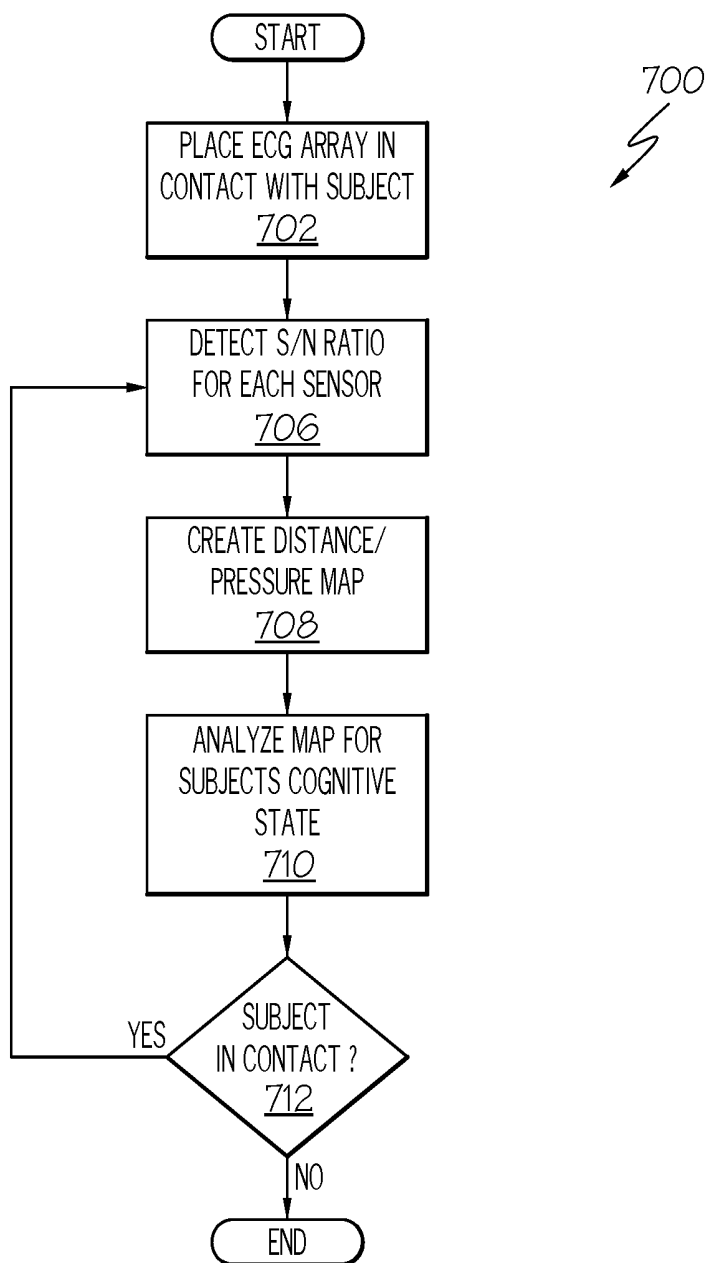 START
700
PLACE ECG ARRAY IN
CONTACT WITH SUBJECT
702
DETECT S/N RATIO
FOR EACH SENSOR
706
CREATE DISTANCE/
PRESSURE MAP
708
ANALYZE MAP FOR
SUBJECTS COGNITIVE
STATE
710
SUBJECT
IN CONTACT ?
712
YES
NO
END